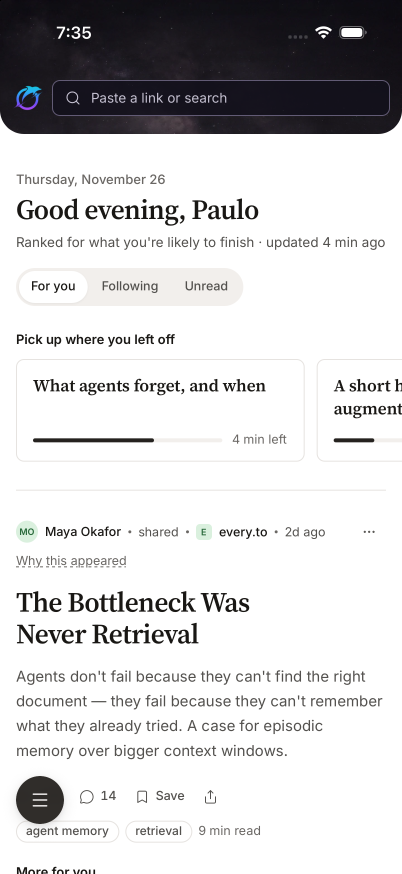 7:35
Paste a link or search
Thursday, November 26
Good evening, Paulo
Ranked for what you're likely to finish · updated 4 min ago
For you Following Unread
Pick up where you left off
What agents forget, and when
4 min left
A short
augment
MO Maya Okafor • shared • E every.to • 2d ago
Why this appeared
The Bottleneck Was
Never Retrieval
Agents don't fail because they can't find the right
document — they fail because they can't remember
what they already tried. A case for episodic
memory over bigger context windows.
14 Save
agent memory retrieval 9 min read
More for you